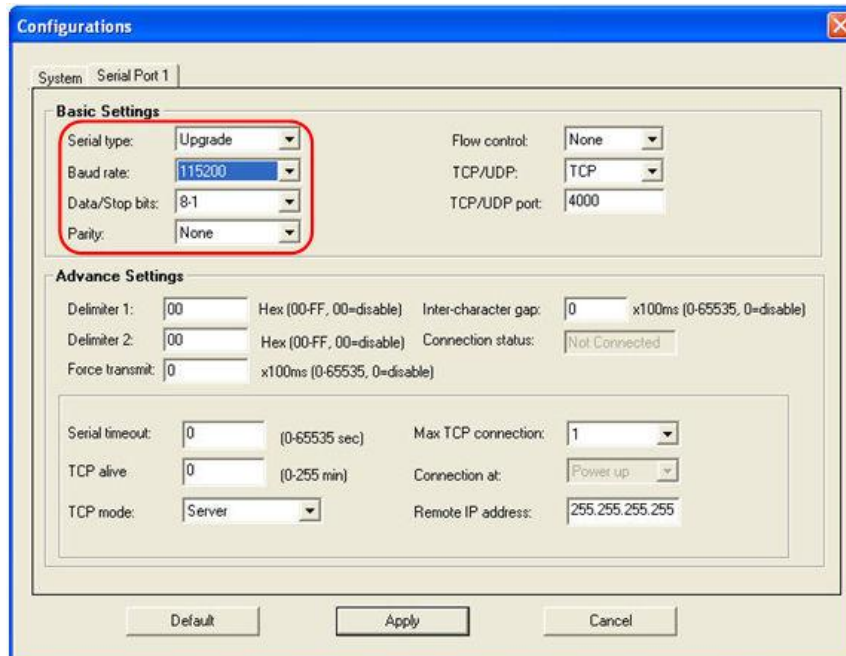 Configurations
System Serial Port 1
Basic Settings
Serial type: Upgrade Flow control: None
Baud rate: 115200 TCP/UDP: TCP
Data/Stop bits: 8-1 TCP/UDP port: 4000
Parity: None
Advance Settings
Delimiter 1: 00 Hex (00-FF, 00=disable) Inter-character gap: 0 x100ms (0-65535, 0=disable)
Delimiter 2: 00 Hex (00-FF, 00=disable) Connection status: Not Connected
Force transmit: 0 x100ms (0-65535, 0=disable)
Serial timeout: 0 (0-65535 sec) Max TCP connection: 1
TCP alive 0 (0-255 min) Connection at: Power up
TCP mode: Server Remote IP address: 255.255.255.255
Default Apply Cancel